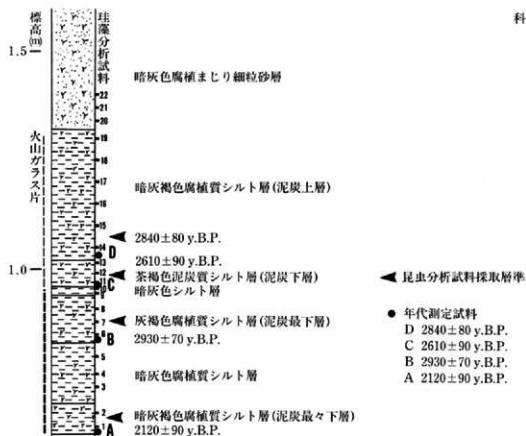 科
標高(m)
珪藻分析試料
1.5
22
21
20
暗灰色腐植まじり細粒砂層
火山ガラス片
19
18
17
暗灰褐色腐植質シルト層(泥炭上層)
16
15
2840±80 y.B.P.
14
D
13
2610±90 y.B.P.
1.0
12
茶褐色泥炭質シルト層(泥炭下層)
11
C
10
暗灰色シルト層
9
8
7
灰褐色腐植質シルト層(泥炭最下層)
6
B
2930±70 y.B.P.
5
4
暗灰色腐植質シルト層
3
2
暗灰褐色腐植質シルト層(泥炭最々下層)
1
A
2120±90 y.B.P.
昆虫分析試料採取層準
年代測定試料
D 2840±80 y.B.P.
C 2610±90 y.B.P.
B 2930±70 y.B.P.
A 2120±90 y.B.P.